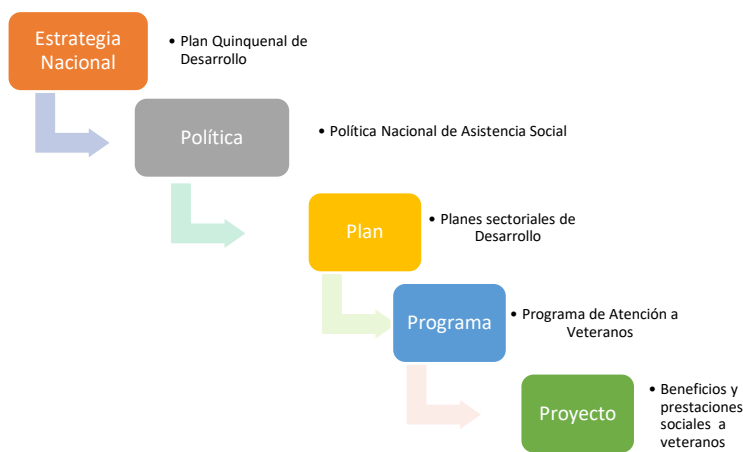 Estrategia
Nacional
• Plan Quinquenal de
Desarrollo
Política
• Política Nacional de Asistencia Social
Plan
• Planes sectoriales de
Desarrollo
Programa
• Programa de Atención a
Veteranos
Proyecto
• Beneficios y
prestaciones
sociales a
veteranos